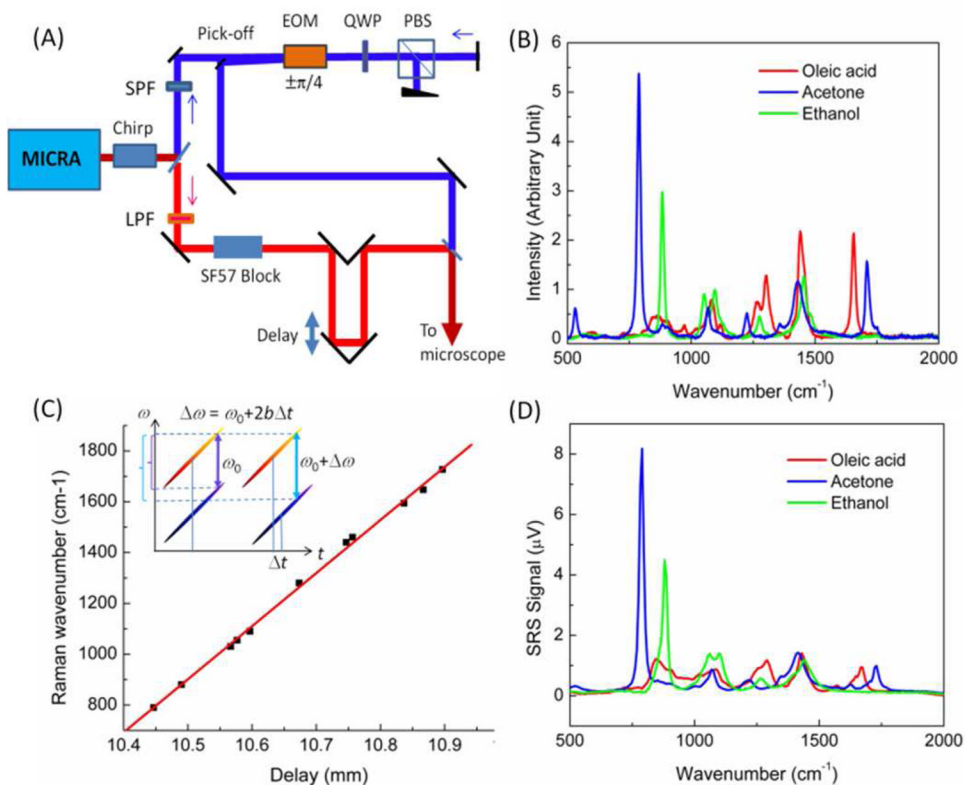 (A)
Pick-off
EOM
QWP
PBS
±π/4
SPF
Chirp
MICRA
LPF
SF57 Block
Delay
To
microscope
(B)
Intensity (Arbitrary Unit)
6
5
4
3
2
1
0
Oleic acid
Acetone
Ethanol
500
1000
1500
2000
Wavenumber (cm⁻¹)
(C)
Raman wavenumber (cm-1)
1800
1600
1400
1200
1000
800
ω
Δω = ω₀+2bΔt
ω₀
ω₀+Δω
Δt
t
10.4
10.5
10.6
10.7
10.8
10.9
Delay (mm)
(D)
SRS Signal (μV)
8
6
4
2
0
Oleic acid
Acetone
Ethanol
500
1000
1500
2000
Wavenumber (cm⁻¹)